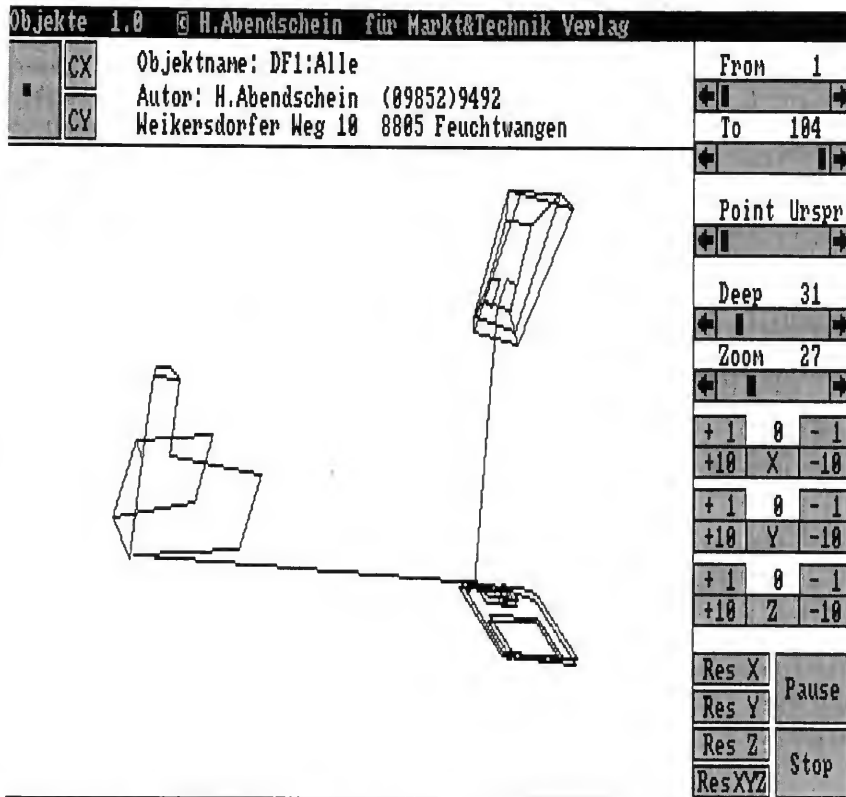 Objekte 1.0 © H.Abendschein für Markt&Technik Verlag
CX
CY
Objektname: DF1:Alle
Autor: H.Abendschein (09852)9492
Weikersdorfer Weg 10 8805 Feuchtwangen
From 1
To 104
Point Urspr
Deep 31
Zoom 27
+ 1 0 - 1
+10 X -10
+ 1 0 - 1
+10 Y -10
+ 1 0 - 1
+10 Z -10
Res X
Res Y
Res Z
ResXYZ
Pause
Stop